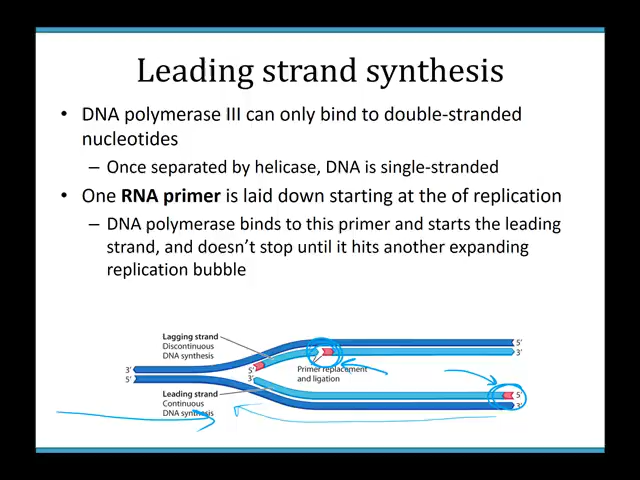 Leading strand synthesis
• DNA polymerase III can only bind to double-stranded
nucleotides
– Once separated by helicase, DNA is single-stranded
• One RNA primer is laid down starting at the of replication
– DNA polymerase binds to this primer and starts the leading
strand, and doesn't stop until it hits another expanding
replication bubble
Lagging strand
Discontinuous
DNA synthesis
5′
3′
3′
5′
5′
3′
Primer replacement
and ligation
Leading strand
Continuous
DNA synthesis
5′
3′